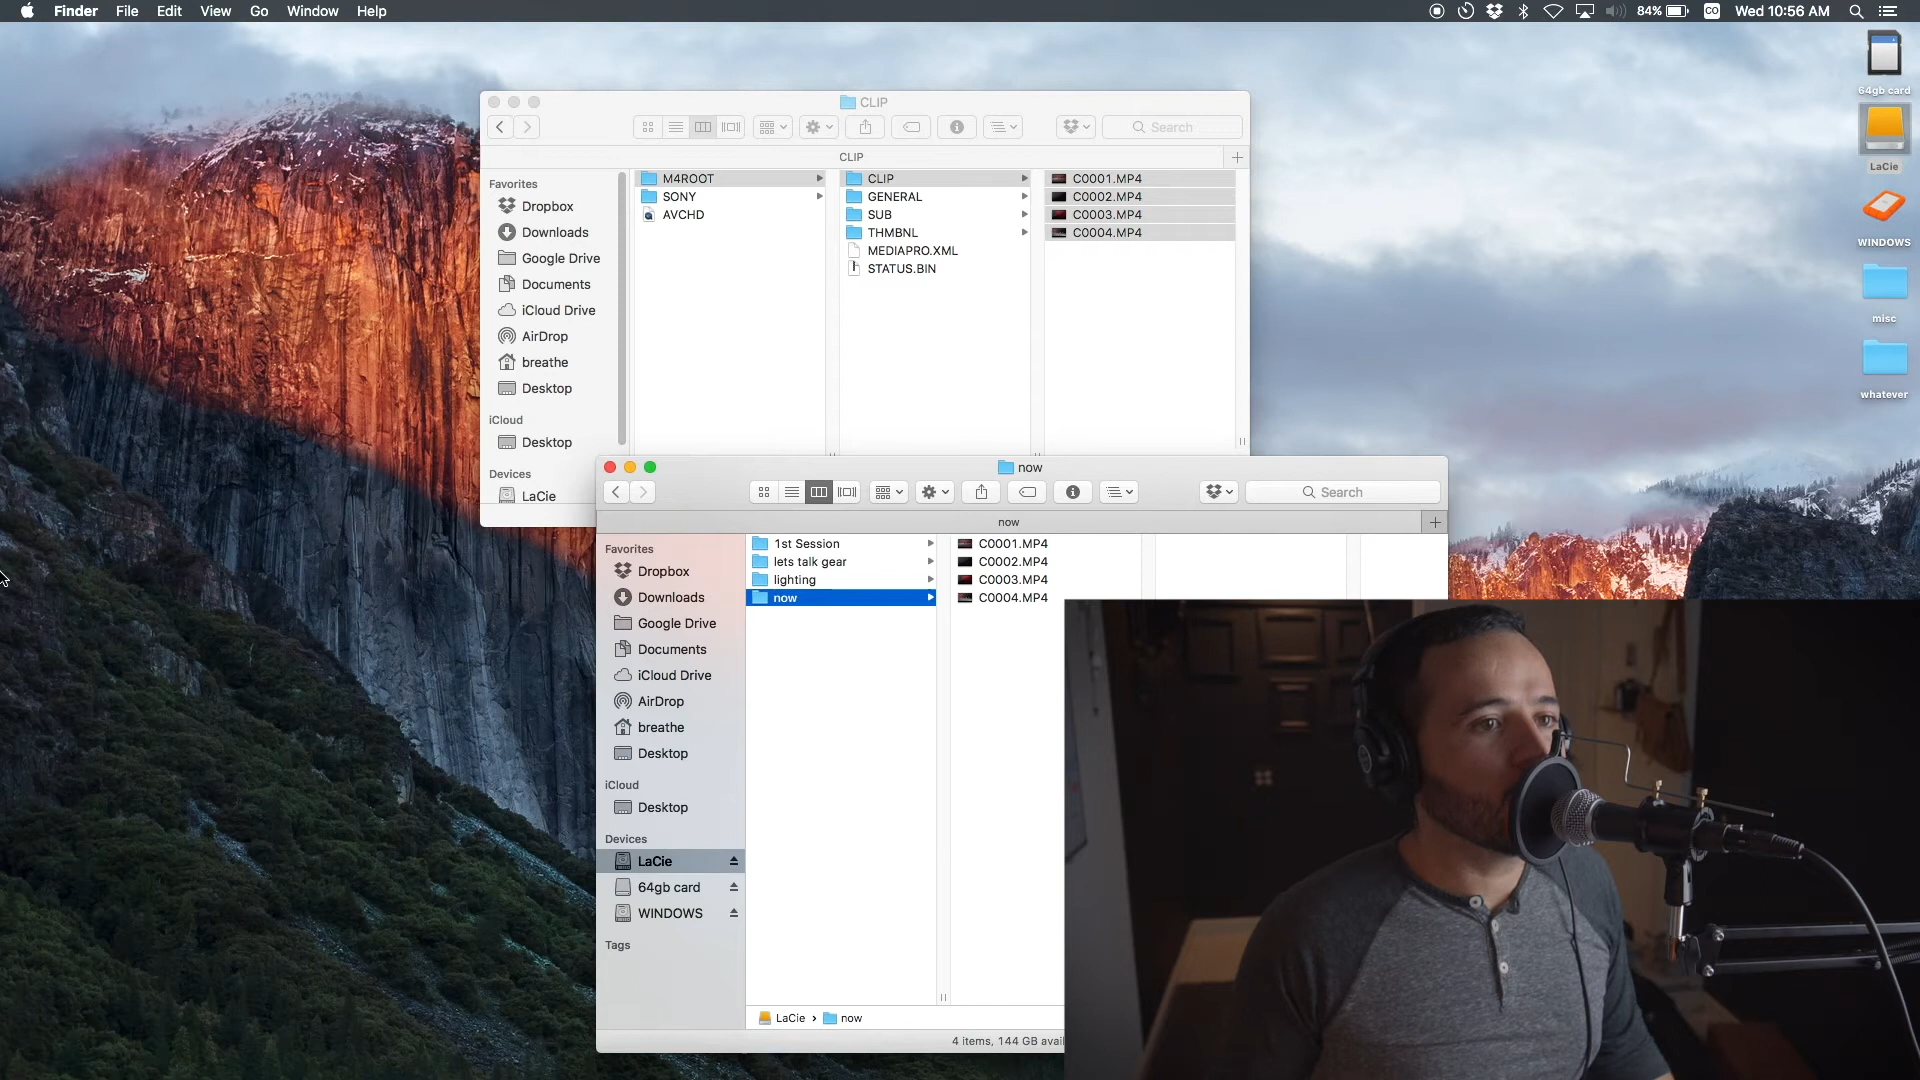 Finder File Edit View Go Window Help
84% Wed 10:56 AM
64gb card
LaCie
WINDOWS
misc
whatever
CLIP
Search
CLIP
Favorites
Dropbox
Downloads
Google Drive
Documents
iCloud Drive
AirDrop
breathe
Desktop
iCloud
Desktop
Devices
LaCie
M4ROOT
SONY
AVCHD
CLIP
GENERAL
SUB
THMBNL
MEDIAPRO.XML
STATUS.BIN
C0001.MP4
C0002.MP4
C0003.MP4
C0004.MP4
now
Search
now
Favorites
Dropbox
Downloads
Google Drive
Documents
iCloud Drive
AirDrop
breathe
Desktop
iCloud
Desktop
Devices
LaCie
64gb card
WINDOWS
Tags
1st Session
lets talk gear
lighting
now
C0001.MP4
C0002.MP4
C0003.MP4
C0004.MP4
LaCie › now
4 items, 144 GB